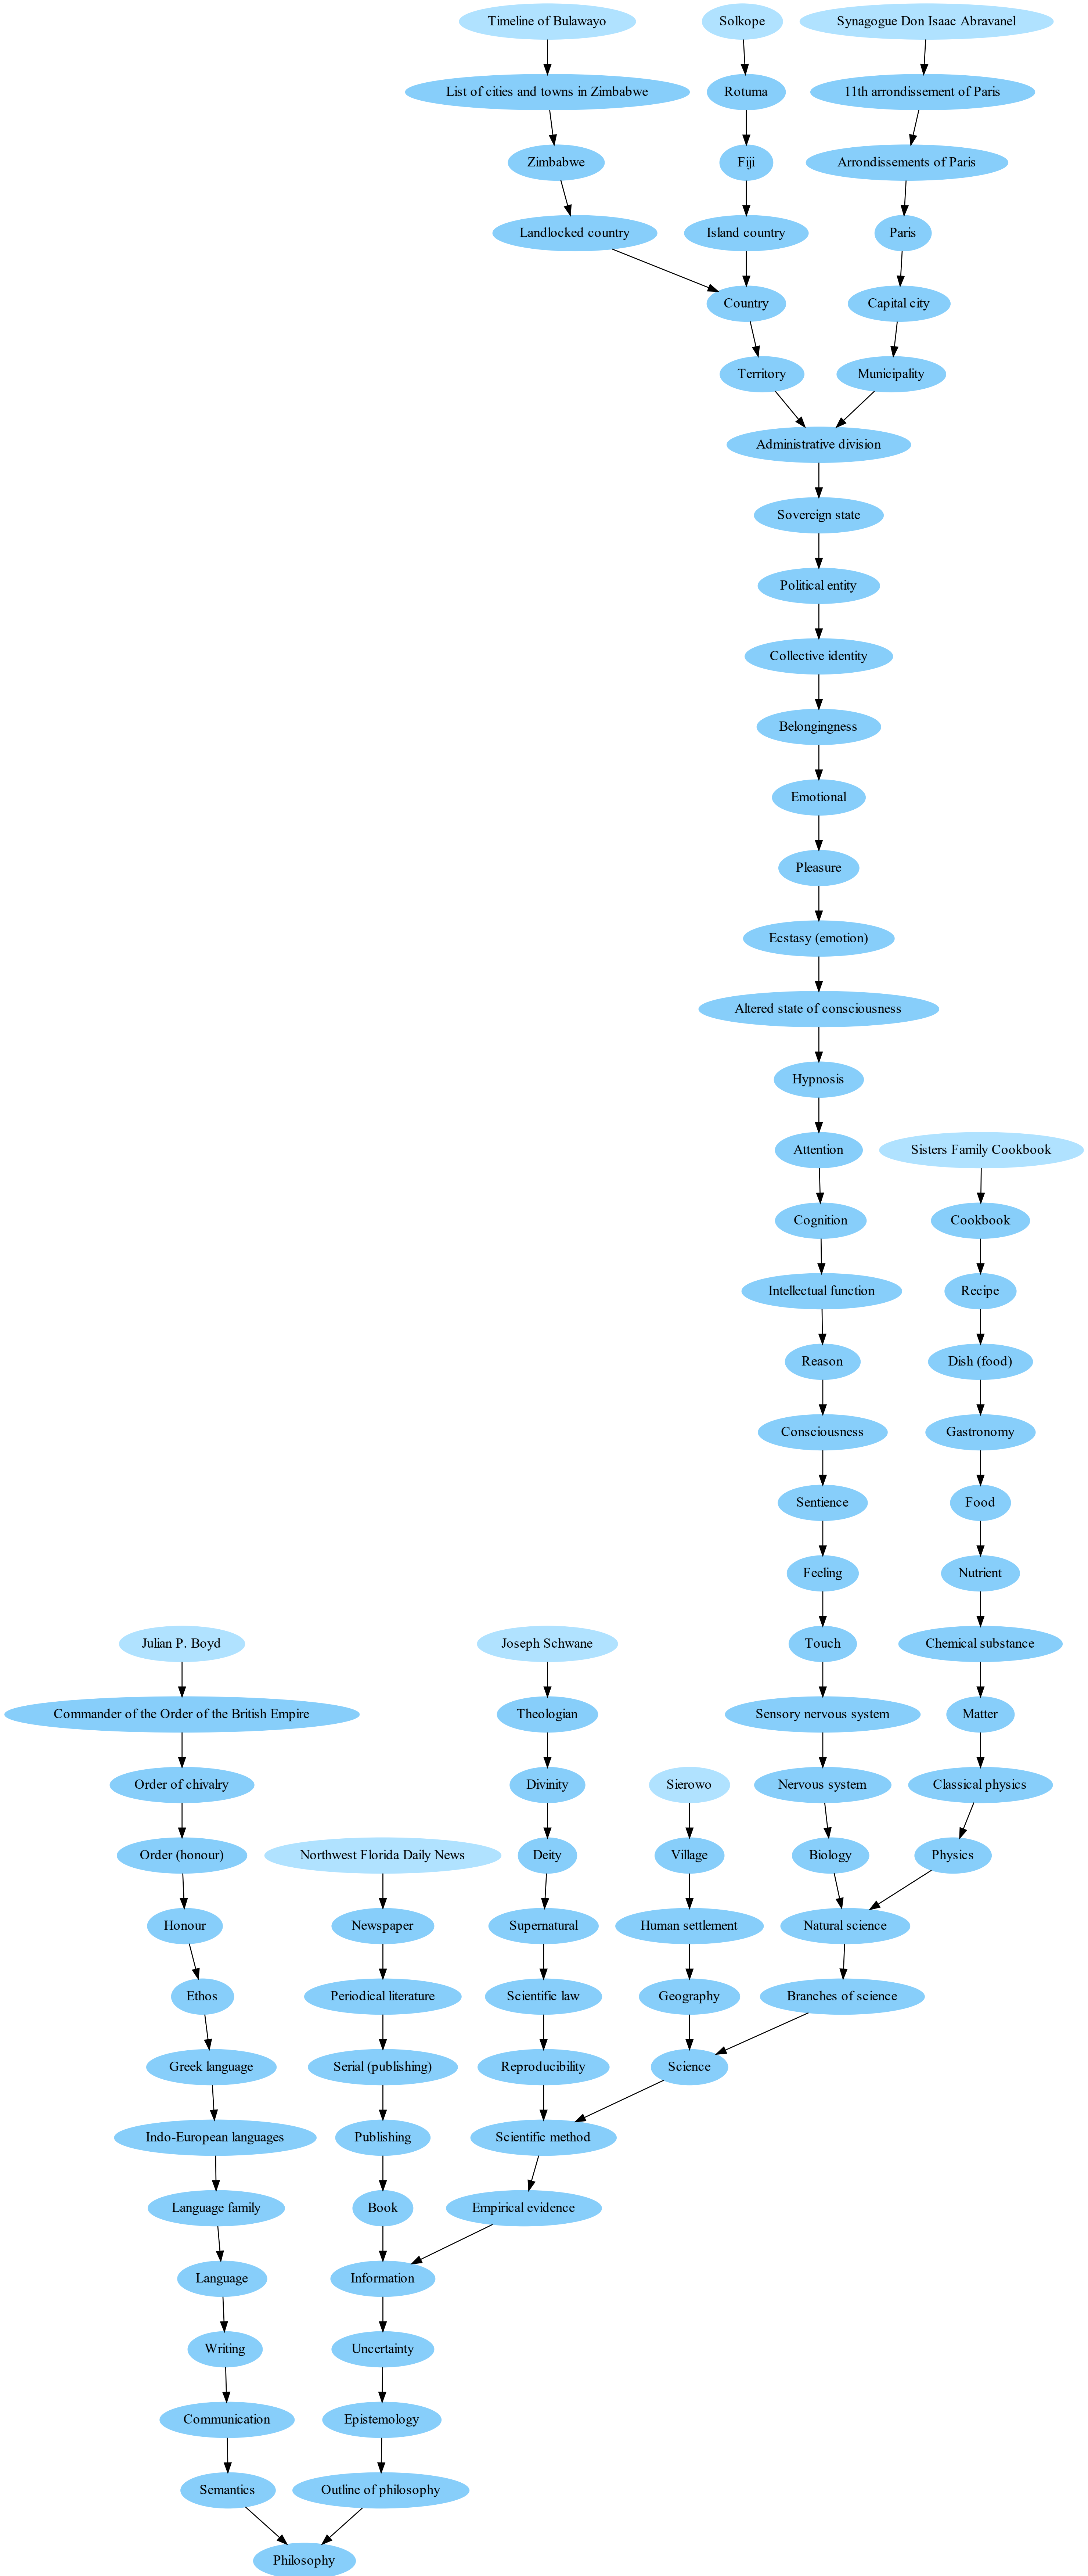 Timeline of Bulawayo
Solkope
Synagogue Don Isaac Abravanel
List of cities and towns in Zimbabwe
Rotuma
11th arrondissement of Paris
Zimbabwe
Fiji
Arrondissements of Paris
Landlocked country
Island country
Paris
Country
Capital city
Territory
Municipality
Administrative division
Sovereign state
Political entity
Collective identity
Belongingness
Emotional
Pleasure
Ecstasy (emotion)
Altered state of consciousness
Hypnosis
Attention
Sisters Family Cookbook
Cognition
Cookbook
Intellectual function
Recipe
Reason
Dish (food)
Consciousness
Gastronomy
Sentience
Food
Feeling
Nutrient
Julian P. Boyd
Joseph Schwane
Touch
Chemical substance
Commander of the Order of the British Empire
Theologian
Sensory nervous system
Matter
Order of chivalry
Divinity
Sierowo
Nervous system
Classical physics
Order (honour)
Northwest Florida Daily News
Deity
Village
Biology
Physics
Honour
Newspaper
Supernatural
Human settlement
Natural science
Ethos
Periodical literature
Scientific law
Geography
Branches of science
Greek language
Serial (publishing)
Reproducibility
Science
Indo-European languages
Publishing
Scientific method
Language family
Book
Empirical evidence
Language
Information
Writing
Uncertainty
Communication
Epistemology
Semantics
Outline of philosophy
Philosophy